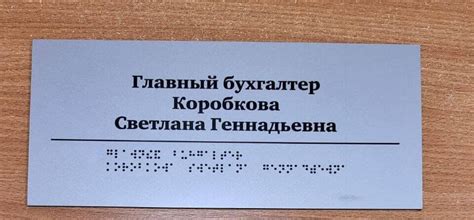 Главный бухгалтер
Коробкова
Светлана Геннадьевна
⠛⠇⠁⠺⠝⠮⠯ ⠃⠥⠓⠛⠁⠇⠞⠑⠗
⠅⠕⠗⠕⠃⠅⠕⠺⠁ ⠎⠺⠑⠞⠇⠁⠝⠁ ⠛⠑⠝⠝⠁⠙⠾⠑⠺⠝⠁